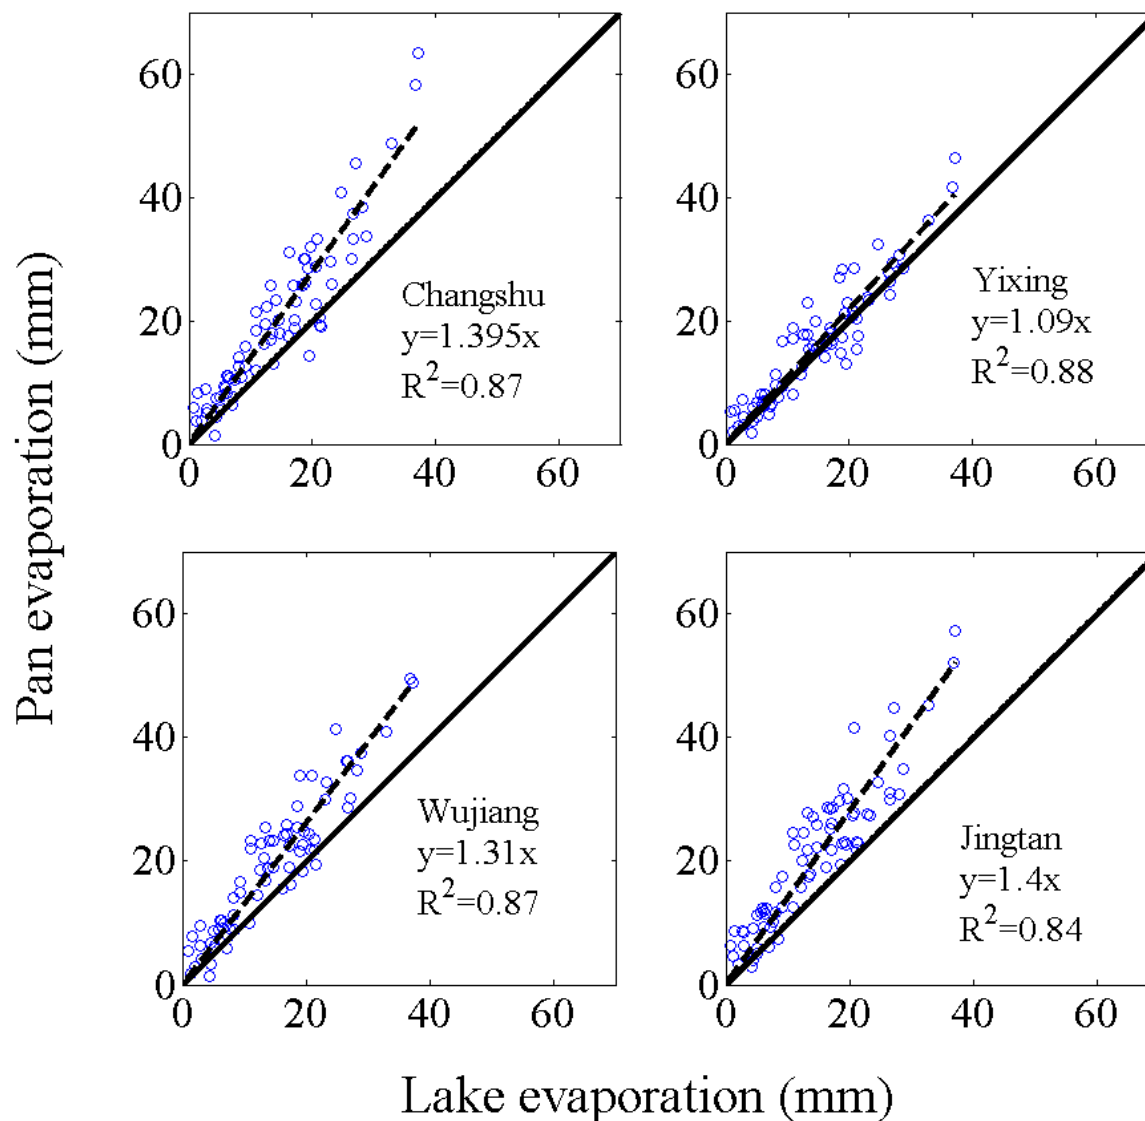 Pan evaporation (mm)
60
40
20
0
0 20 40 60
Changshu
y=1.395x
R²=0.87
60
40
20
0
0 20 40 60
Yixing
y=1.09x
R²=0.88
60
40
20
0
0 20 40 60
Wujiang
y=1.31x
R²=0.87
60
40
20
0
0 20 40 60
Jingtan
y=1.4x
R²=0.84
Lake evaporation (mm)